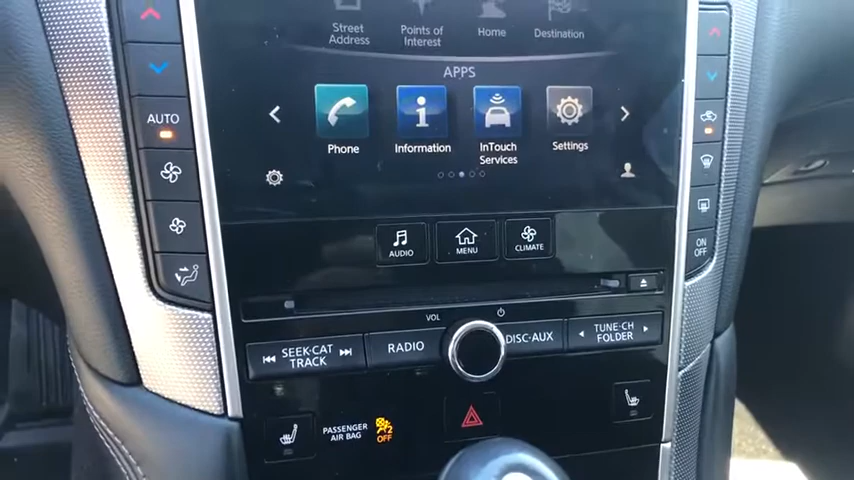 Street
Address
Points of
Interest
Home
Destination
APPS
Phone
Information
InTouch
Services
Settings
AUTO
AUDIO
MENU
CLIMATE
ON
OFF
VOL
SEEK·CAT
TRACK
RADIO
DISC·AUX
TUNE·CH
FOLDER
PASSENGER
AIR BAG
2
OFF